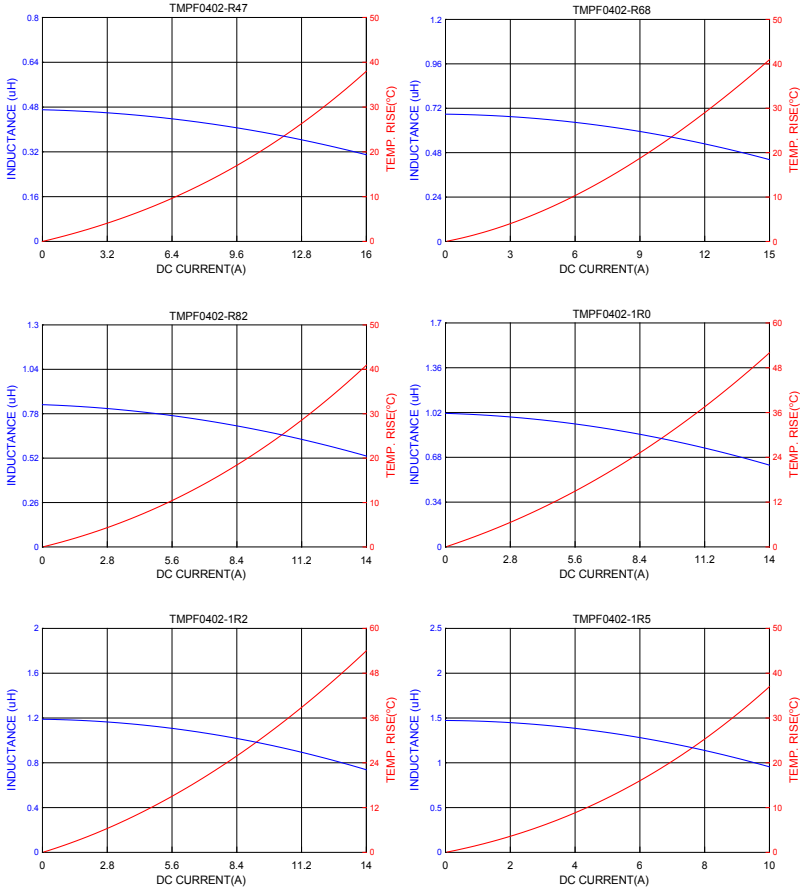 TMPF0402-R47
0.8
0.64
0.48
0.32
0.16
0
INDUCTANCE (uH)
50
40
30
20
10
0
TEMP. RISE(ºC)
0 3.2 6.4 9.6 12.8 16
DC CURRENT(A)
TMPF0402-R68
1.2
0.96
0.72
0.48
0.24
0
INDUCTANCE (uH)
50
40
30
20
10
0
TEMP. RISE(ºC)
0 3 6 9 12 15
DC CURRENT(A)
TMPF0402-R82
1.3
1.04
0.78
0.52
0.26
0
INDUCTANCE (uH)
50
40
30
20
10
0
TEMP. RISE(ºC)
0 2.8 5.6 8.4 11.2 14
DC CURRENT(A)
TMPF0402-1R0
1.7
1.36
1.02
0.68
0.34
0
INDUCTANCE (uH)
60
48
36
24
12
0
TEMP. RISE(ºC)
0 2.8 5.6 8.4 11.2 14
DC CURRENT(A)
TMPF0402-1R2
2
1.6
1.2
0.8
0.4
0
INDUCTANCE (uH)
60
48
36
24
12
0
TEMP. RISE(ºC)
0 2.8 5.6 8.4 11.2 14
DC CURRENT(A)
TMPF0402-1R5
2.5
2
1.5
1
0.5
0
INDUCTANCE (uH)
50
40
30
20
10
0
TEMP. RISE(ºC)
0 2 4 6 8 10
DC CURRENT(A)